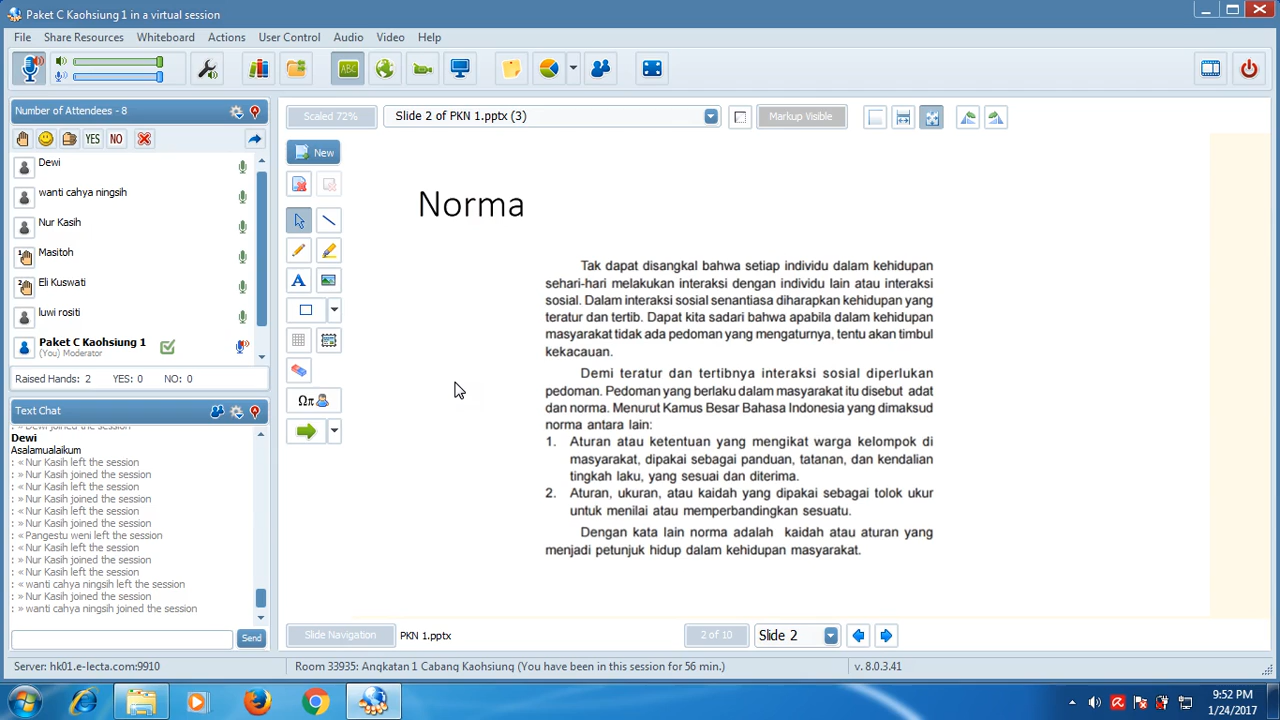 Paket C Kaohsiung 1 in a virtual session
File Share Resources Whiteboard Actions User Control Audio Video Help
ABC
Number of Attendees - 8
YES NO
Dewi
wanti cahya ningsih
Nur Kasih
1 Masitoh
1 Eli Kuswati
luwi rositi
Paket C Kaohsiung 1
(You) Moderator
Raised Hands: 2 YES: 0 NO: 0
Text Chat
: » Dewi joined the session
Dewi
Asalamualaikum
: « Nur Kasih left the session
: » Nur Kasih joined the session
: « Nur Kasih left the session
: » Nur Kasih joined the session
: « Nur Kasih left the session
: » Nur Kasih joined the session
: « Pangestu weni left the session
: « Nur Kasih left the session
: » Nur Kasih joined the session
: « Nur Kasih left the session
: « wanti cahya ningsih left the session
: » Nur Kasih joined the session
: » wanti cahya ningsih joined the session
Send
Scaled 72% Slide 2 of PKN 1.pptx (3) Markup Visible
New
A
Ωπ
Norma
Tak dapat disangkal bahwa setiap individu dalam kehidupan
sehari-hari melakukan interaksi dengan individu lain atau interaksi
sosial. Dalam interaksi sosial senantiasa diharapkan kehidupan yang
teratur dan tertib. Dapat kita sadari bahwa apabila dalam kehidupan
masyarakat tidak ada pedoman yang mengaturnya, tentu akan timbul
kekacauan.
Demi teratur dan tertibnya interaksi sosial diperlukan
pedoman. Pedoman yang berlaku dalam masyarakat itu disebut adat
dan norma. Menurut Kamus Besar Bahasa Indonesia yang dimaksud
norma antara lain:
1. Aturan atau ketentuan yang mengikat warga kelompok di
masyarakat, dipakai sebagai panduan, tatanan, dan kendalian
tingkah laku, yang sesuai dan diterima.
2. Aturan, ukuran, atau kaidah yang dipakai sebagai tolok ukur
untuk menilai atau memperbandingkan sesuatu.
Dengan kata lain norma adalah kaidah atau aturan yang
menjadi petunjuk hidup dalam kehidupan masyarakat.
Slide Navigation PKN 1.pptx 2 of 10 Slide 2
Server: hk01.e-lecta.com:9910 Room 33935: Angkatan 1 Cabang Kaohsiung (You have been in this session for 56 min.) v. 8.0.3.41
9:52 PM
1/24/2017